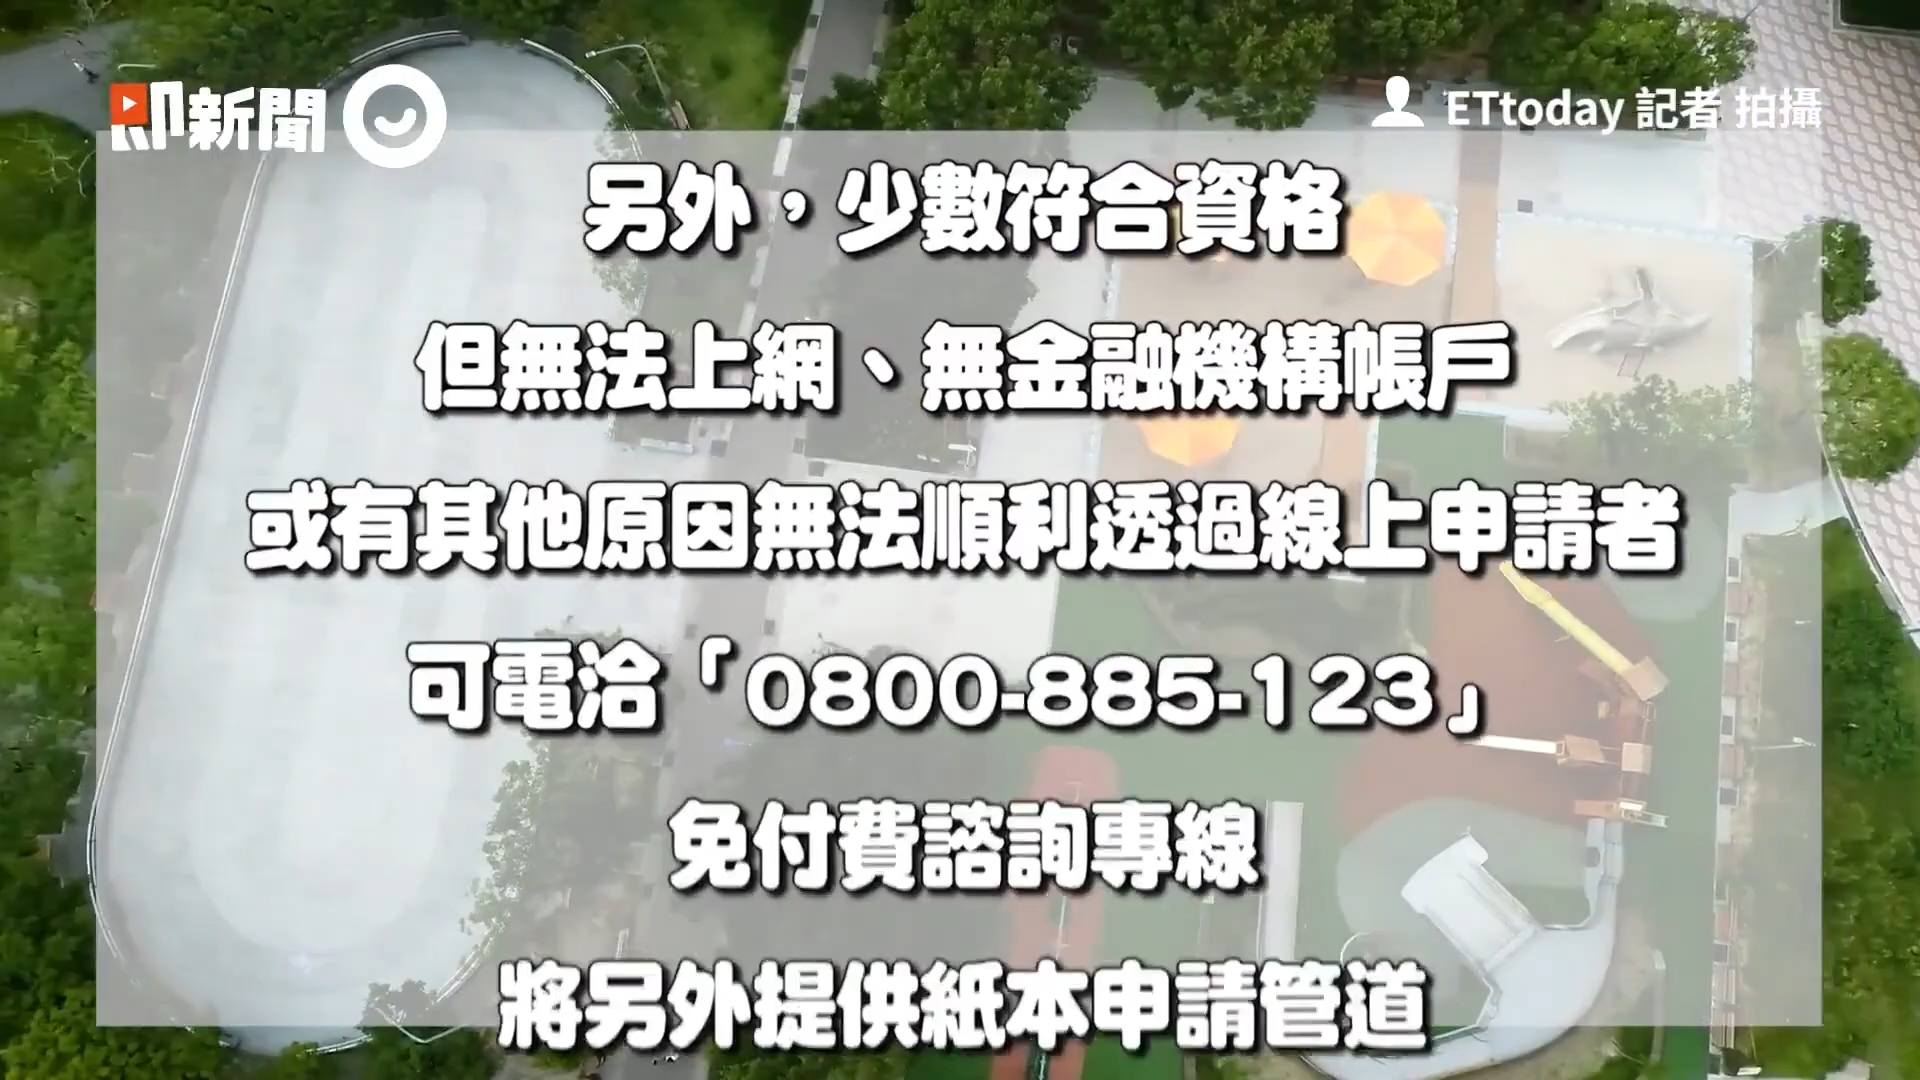 即新聞
ETtoday 記者 拍攝
另外，少數符合資格
但無法上網、無金融機構帳戶
或有其他原因無法順利透過線上申請者
可電洽「0800-885-123」
免付費諮詢專線
將另外提供紙本申請管道